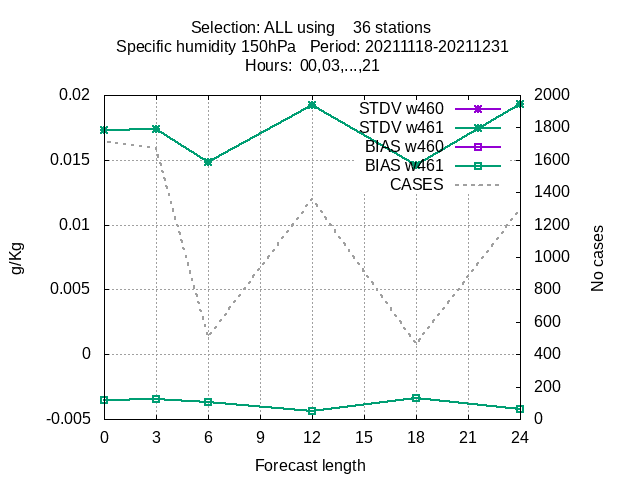 Selection: ALL using    36 stations
Specific humidity 150hPa   Period: 20211118-20211231
Hours:  00,03,...,21
0.02
0.015
0.01
0.005
0
-0.005
g/Kg
STDV w460
STDV w461
BIAS w460
BIAS w461
CASES
2000
1800
1600
1400
1200
1000
800
600
400
200
0
No cases
0 3 6 9 12 15 18 21 24
Forecast length